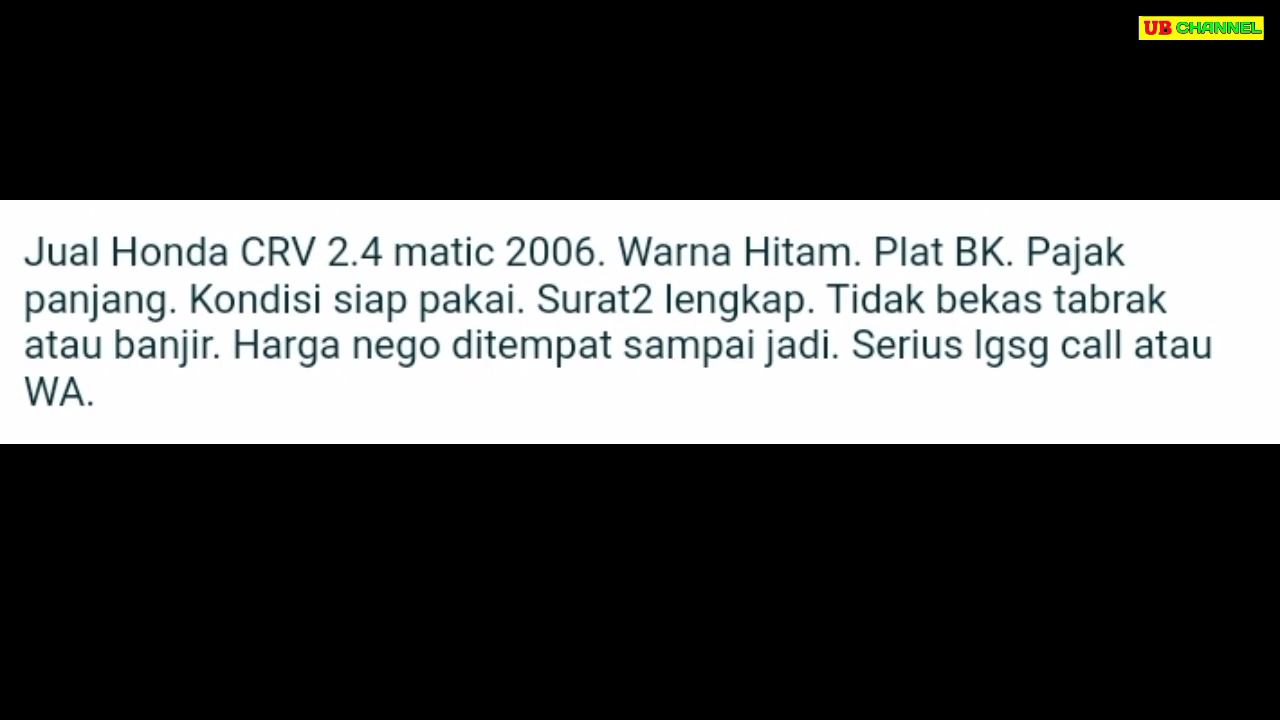 UB CHANNEL
Jual Honda CRV 2.4 matic 2006. Warna Hitam. Plat BK. Pajak
panjang. Kondisi siap pakai. Surat2 lengkap. Tidak bekas tabrak
atau banjir. Harga nego ditempat sampai jadi. Serius lgsg call atau
WA.